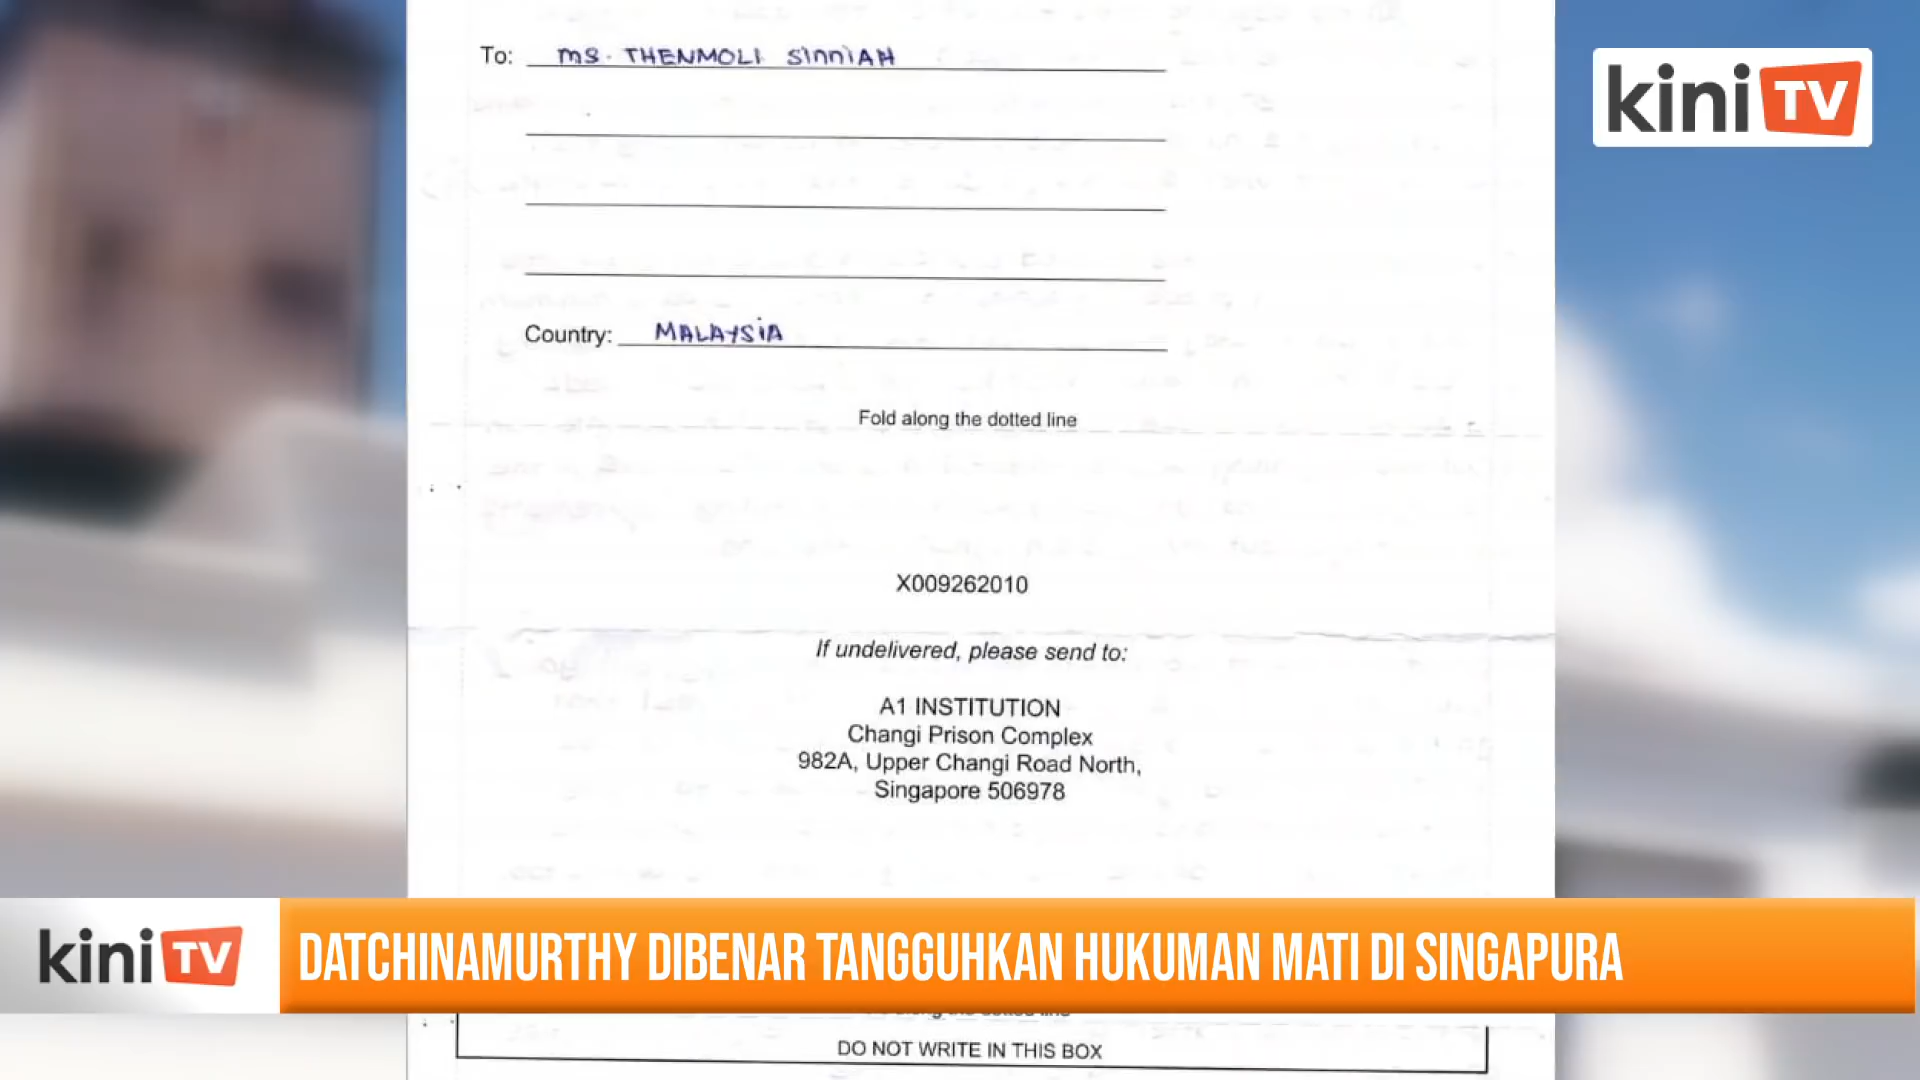 To: MS. THENMOLI SINNIAH
kini TV
Country: MALAYSIA
Fold along the dotted line
X009262010
If undelivered, please send to:
A1 INSTITUTION
Changi Prison Complex
982A, Upper Changi Road North,
Singapore 506978
kini TV
DATCHINAMURTHY DIBENAR TANGGUHKAN HUKUMAN MATI DI SINGAPURA
DO NOT WRITE IN THIS BOX